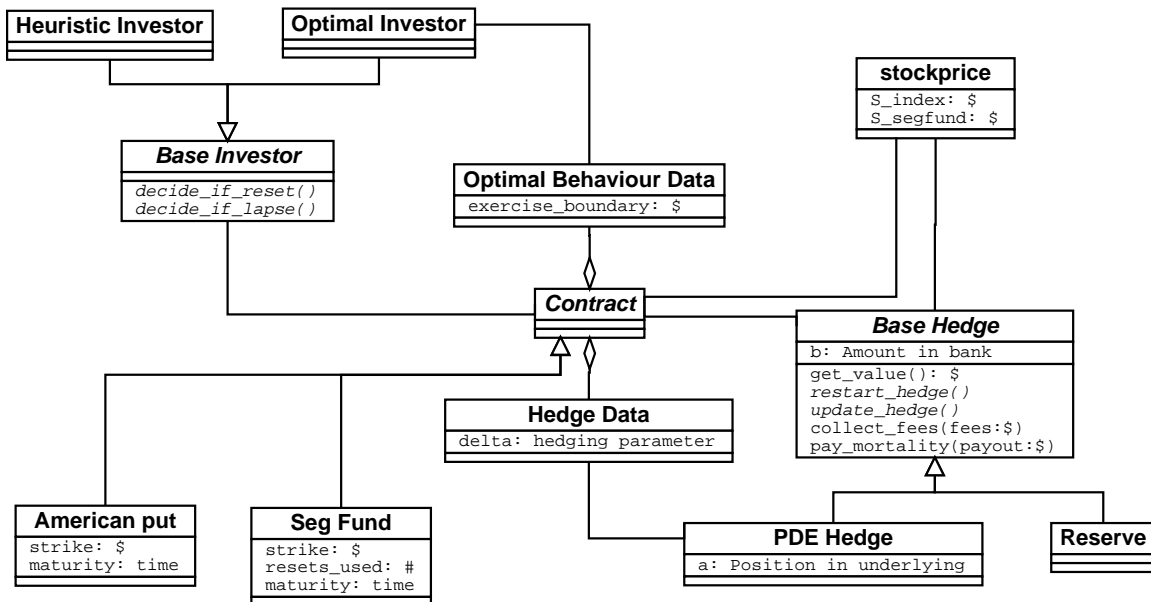 Heuristic Investor
Optimal Investor
stockprice
S_index: $
S_segfund: $
Base Investor
decide_if_reset()
decide_if_lapse()
Optimal Behaviour Data
exercise_boundary: $
Contract
Base Hedge
b: Amount in bank
get_value(): $
restart_hedge()
update_hedge()
collect_fees(fees:$)
pay_mortality(payout:$)
Hedge Data
delta: hedging parameter
American put
strike: $
maturity: time
Seg Fund
strike: $
resets_used: #
maturity: time
PDE Hedge
a: Position in underlying
Reserve